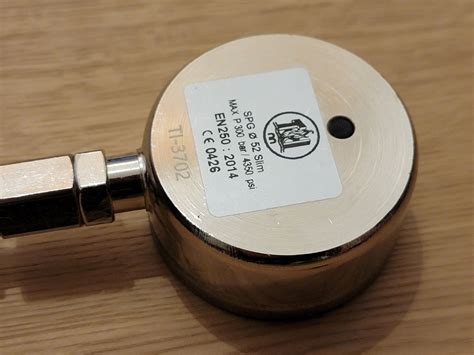 M
SPG Ø 52 Slim
MAX P 300 bar / 4350 psi
EN250 : 2014
CE 0426
TI-3702